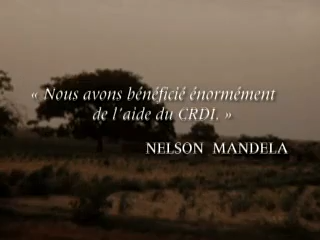 « Nous avons bénéficié énormément
de l'aide du CRDI. »
NELSON MANDELA